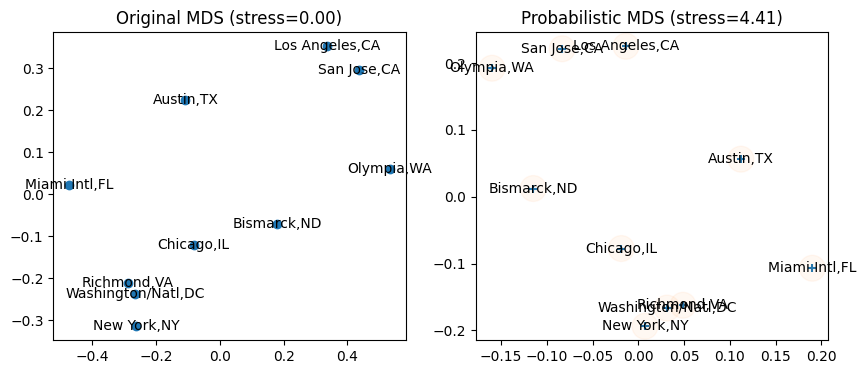 Original MDS (stress=0.00)
Los Angeles,CA
San Jose,CA
Austin,TX
Olympia,WA
Miami Intl,FL
Bismarck,ND
Chicago,IL
Richmond,VA
Washington/Natl,DC
New York,NY
0.3
0.2
0.1
0.0
−0.1
−0.2
−0.3
−0.4
−0.2
0.0
0.2
0.4
Probabilistic MDS (stress=4.41)
Los Angeles,CA
San Jose,CA
Olympia,WA
Austin,TX
Bismarck,ND
Chicago,IL
Miami Intl,FL
Richmond,VA
Washington/Natl,DC
New York,NY
0.2
0.1
0.0
−0.1
−0.2
−0.15
−0.10
−0.05
0.00
0.05
0.10
0.15
0.20